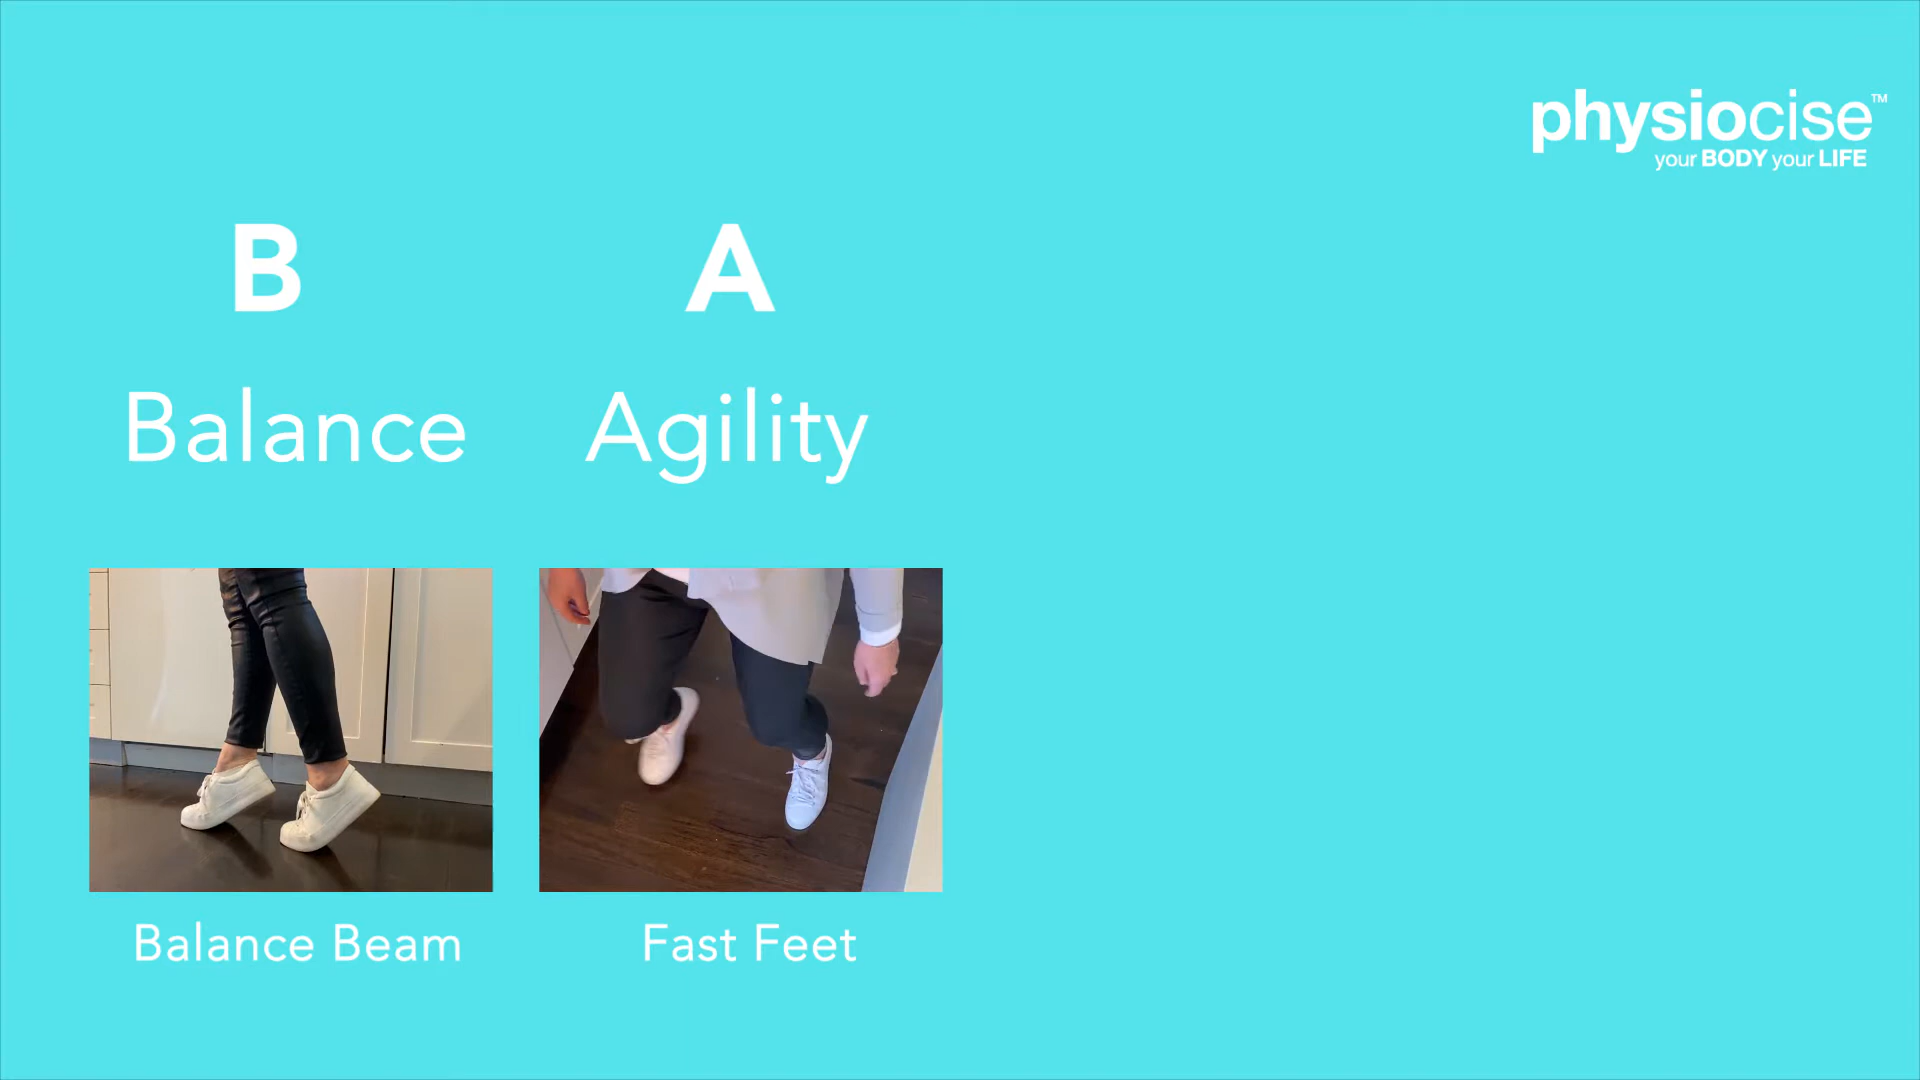 physiocise™
your BODY your LIFE
B
A
Balance
Agility
Balance Beam
Fast Feet